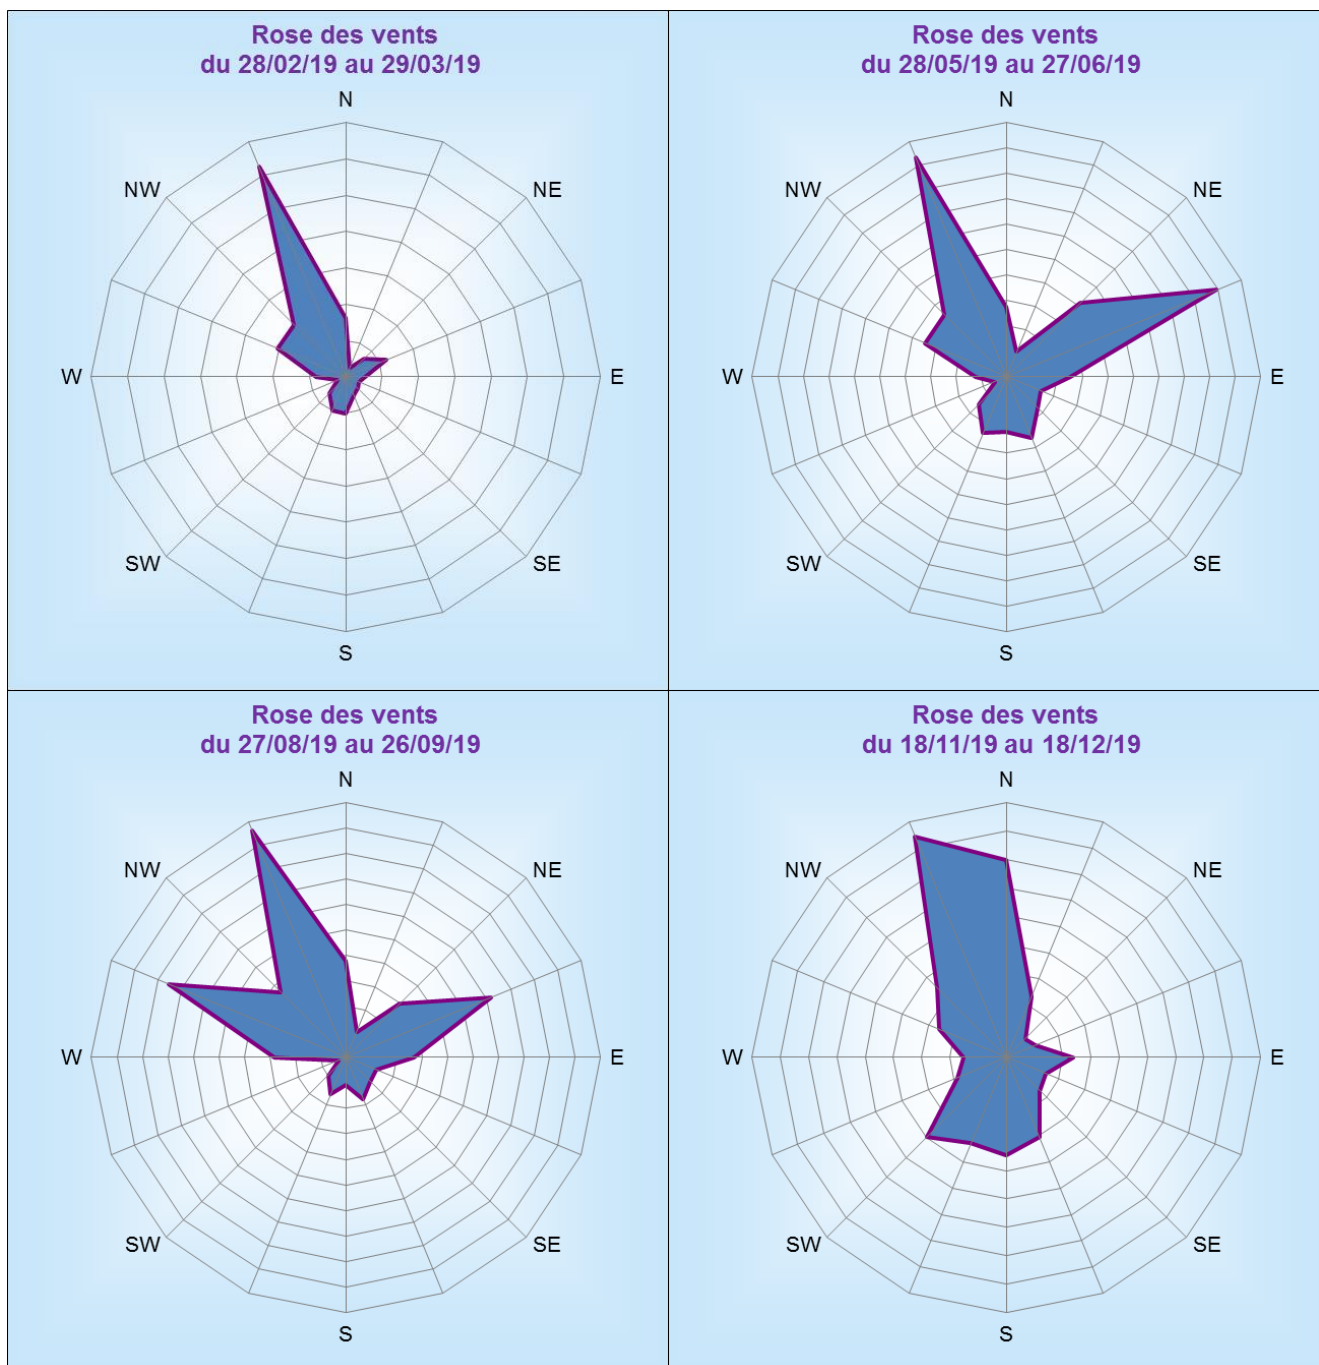 Rose des vents
du 28/02/19 au 29/03/19
N
NW
NE
W
E
SW
SE
S
Rose des vents
du 28/05/19 au 27/06/19
N
NW
NE
W
E
SW
SE
S
Rose des vents
du 27/08/19 au 26/09/19
N
NW
NE
W
E
SW
SE
S
Rose des vents
du 18/11/19 au 18/12/19
N
NW
NE
W
E
SW
SE
S